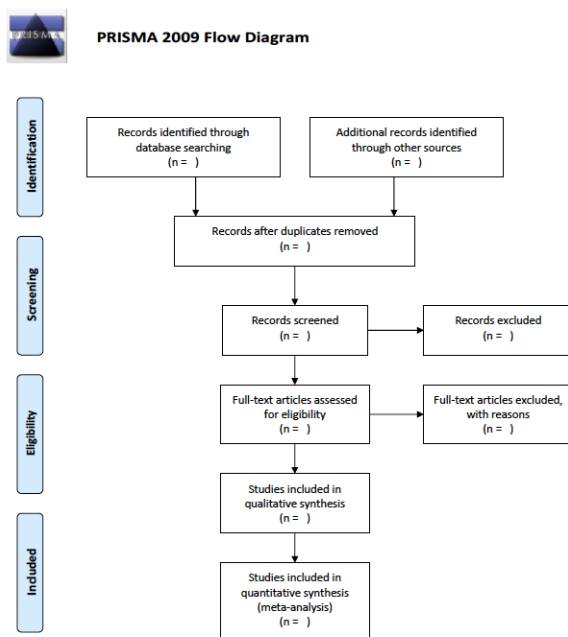 PRISMA
PRISMA 2009 Flow Diagram
Identification
Records identified through
database searching
(n =   )
Additional records identified
through other sources
(n =   )
Records after duplicates removed
(n =   )
Screening
Records screened
(n =   )
Records excluded
(n =   )
Eligibility
Full-text articles assessed
for eligibility
(n =   )
Full-text articles excluded,
with reasons
(n =   )
Studies included in
qualitative synthesis
(n =   )
Included
Studies included in
quantitative synthesis
(meta-analysis)
(n =   )